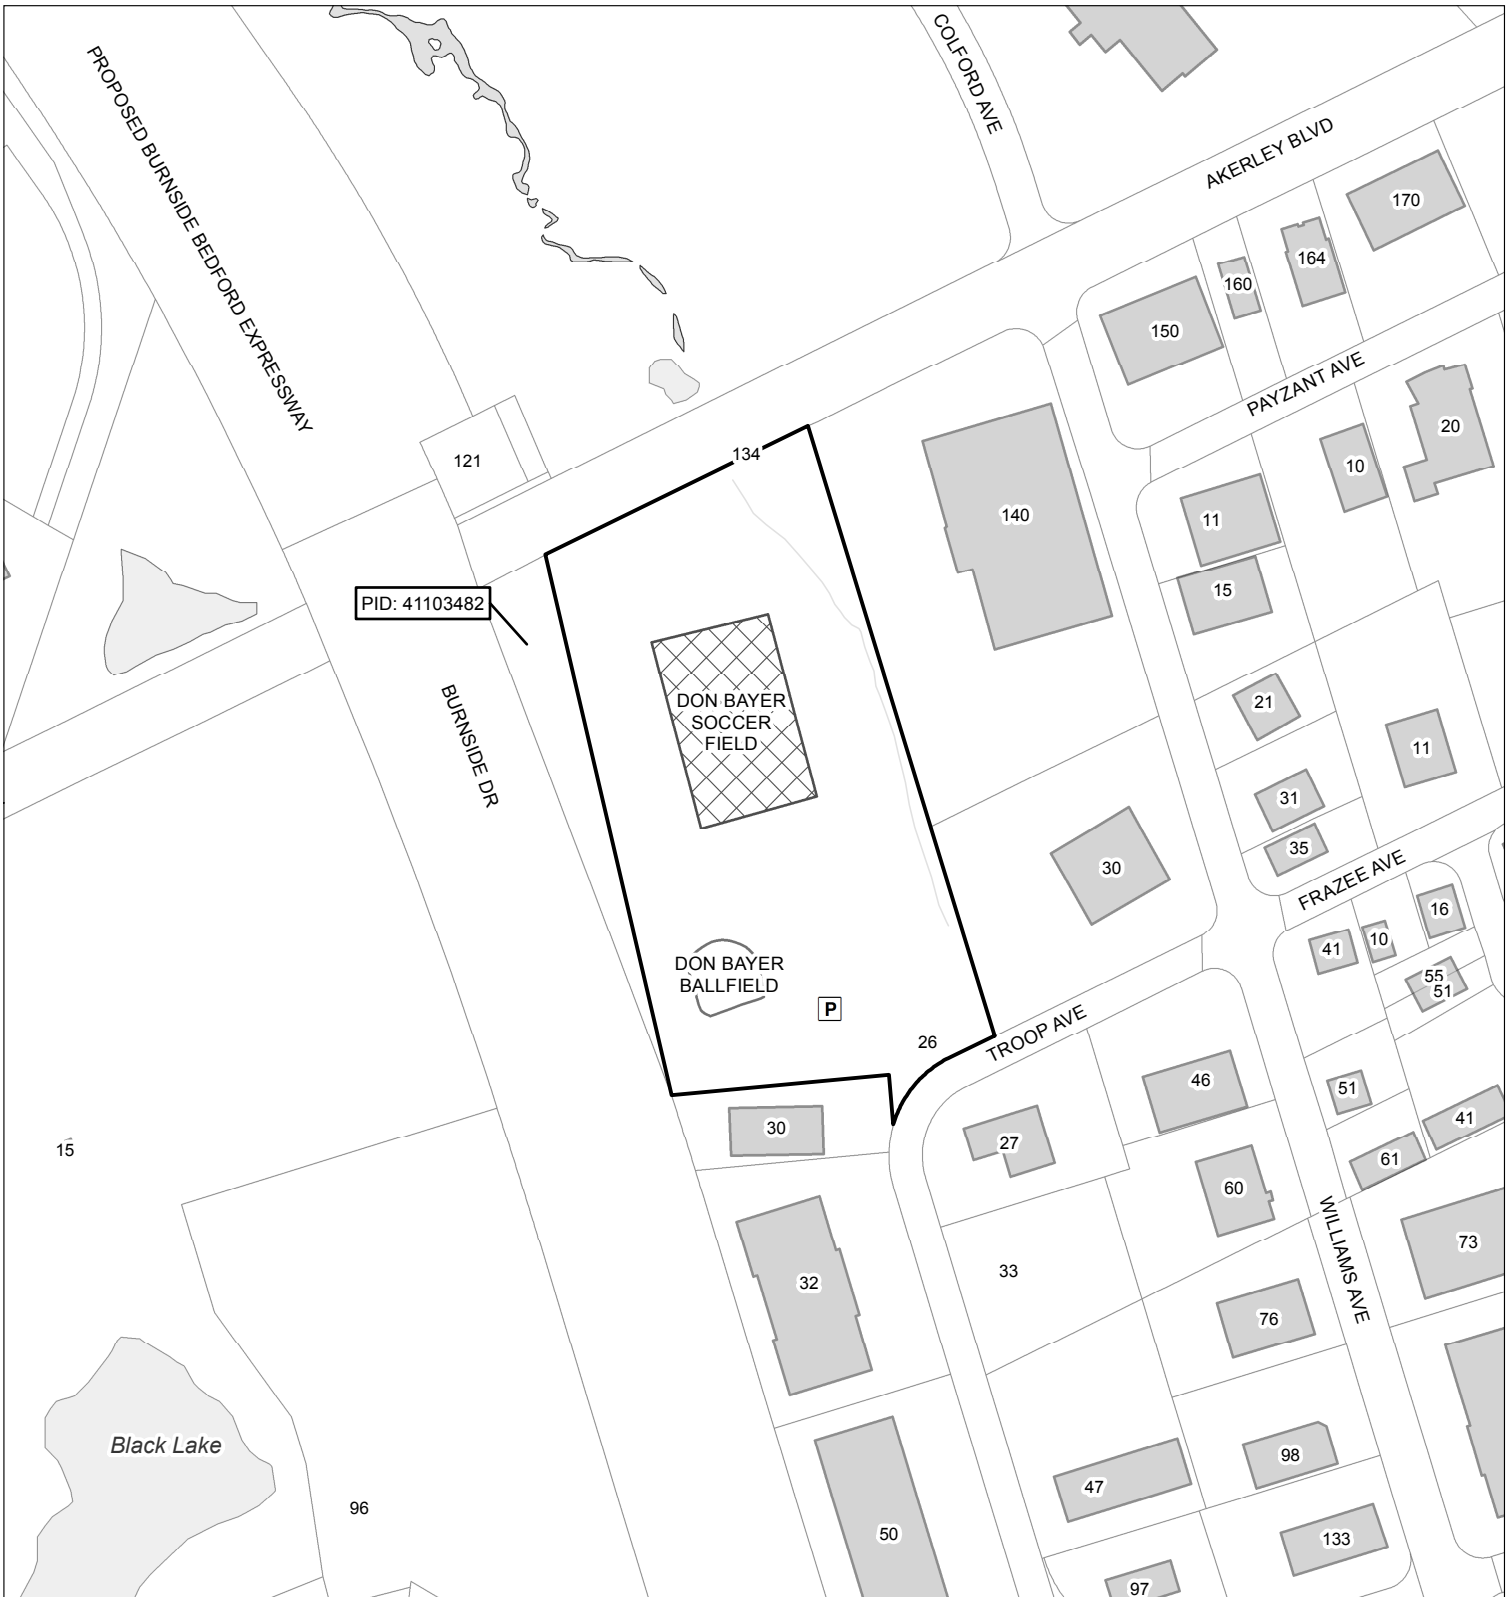 COLFORD AVE
PROPOSED BURNSIDE BEDFORD EXPRESSWAY
AKERLEY BLVD
170
164
160
150
PAYZANT AVE
20
121
134
10
140
11
15
PID: 41103482
BURNSIDE DR
DON BAYER
SOCCER
FIELD
21
11
31
35
30
FRAZEE AVE
16
41
10
55
51
DON BAYER
BALLFIELD
P
26
TROOP AVE
46
51
41
30
27
15
61
60
WILLIAMS AVE
73
33
32
76
Black Lake
98
47
96
50
133
97